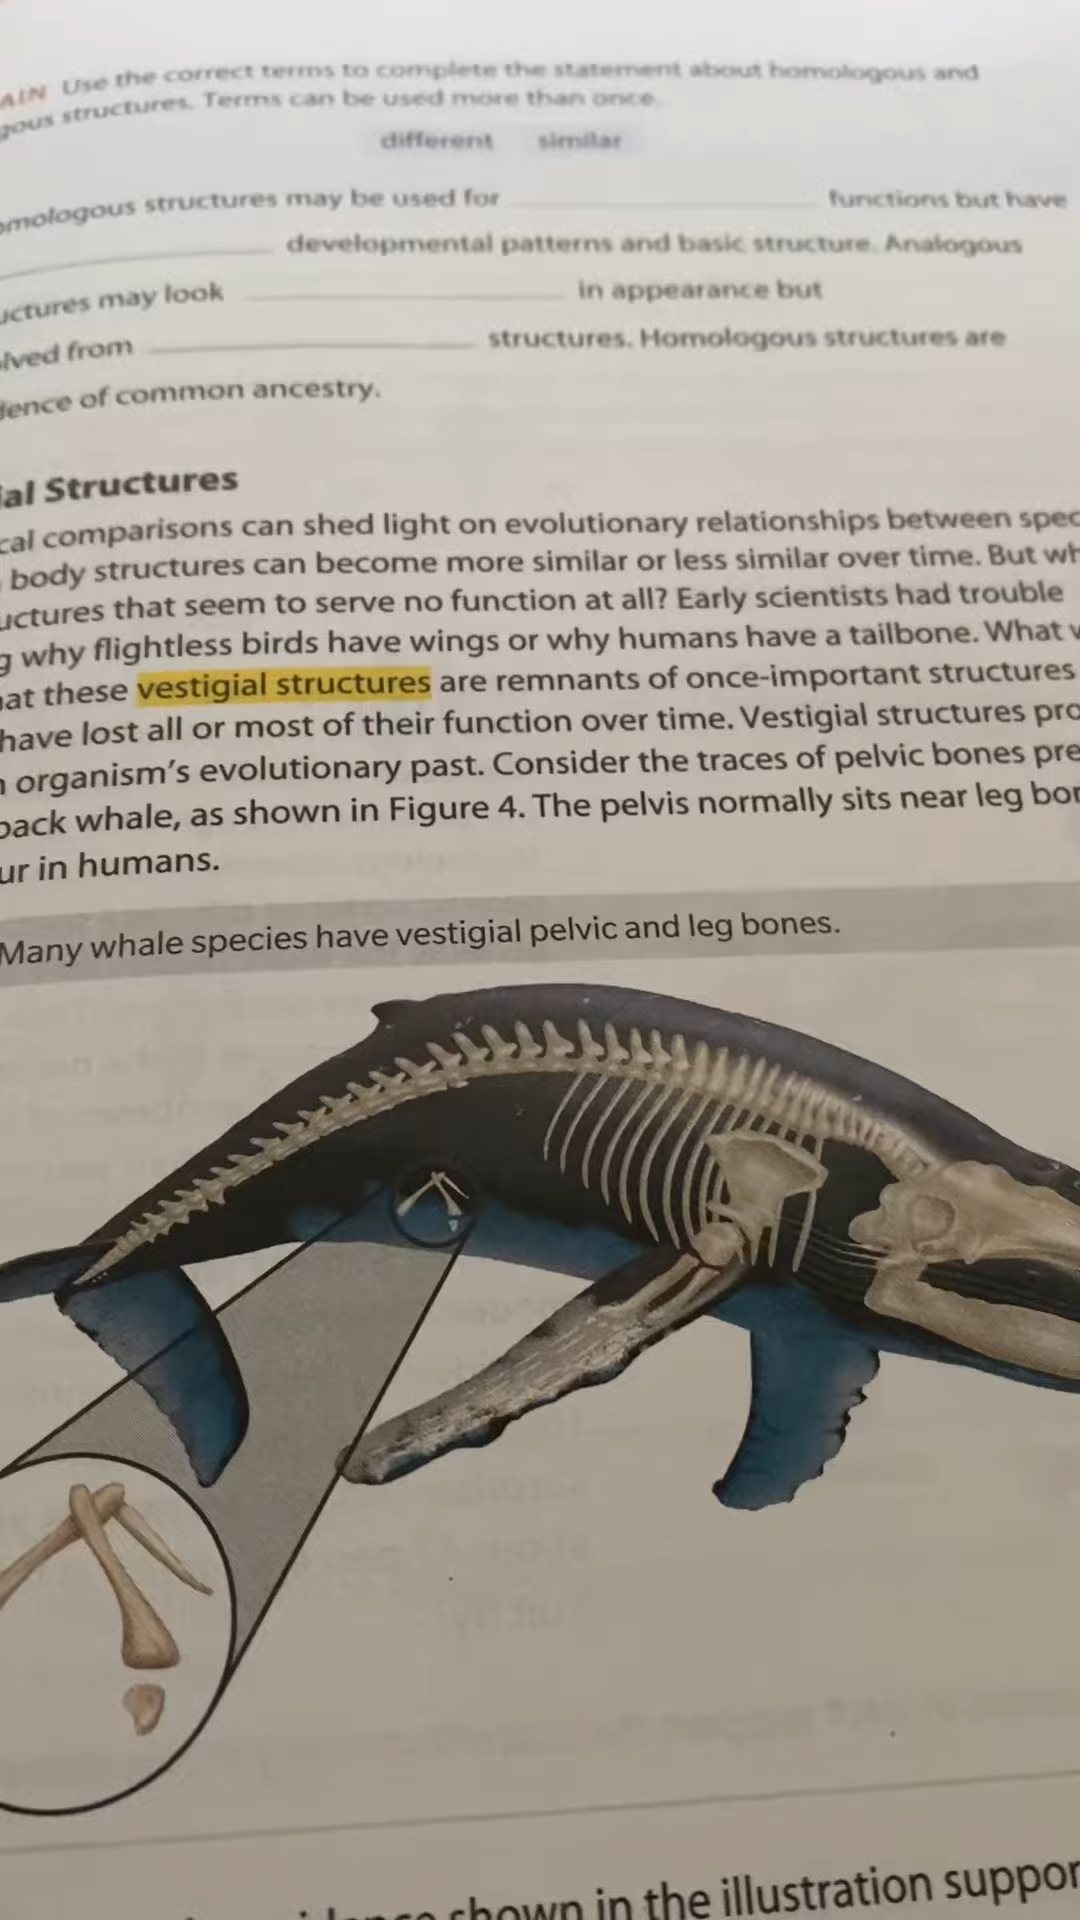 AIN Use the correct terms to complete the statement about homologous and
gous structures. Terms can be used more than once.
different similar
omologous structures may be used for functions but have
developmental patterns and basic structure. Analogous
uctures may look in appearance but
olved from structures. Homologous structures are
dence of common ancestry.
ial Structures
cal comparisons can shed light on evolutionary relationships between spec
body structures can become more similar or less similar over time. But wh
uctures that seem to serve no function at all? Early scientists had trouble
g why flightless birds have wings or why humans have a tailbone. What w
hat these vestigial structures are remnants of once-important structures
have lost all or most of their function over time. Vestigial structures pro
n organism's evolutionary past. Consider the traces of pelvic bones pre
pback whale, as shown in Figure 4. The pelvis normally sits near leg bon
ur in humans.
Many whale species have vestigial pelvic and leg bones.
shown in the illustration suppor